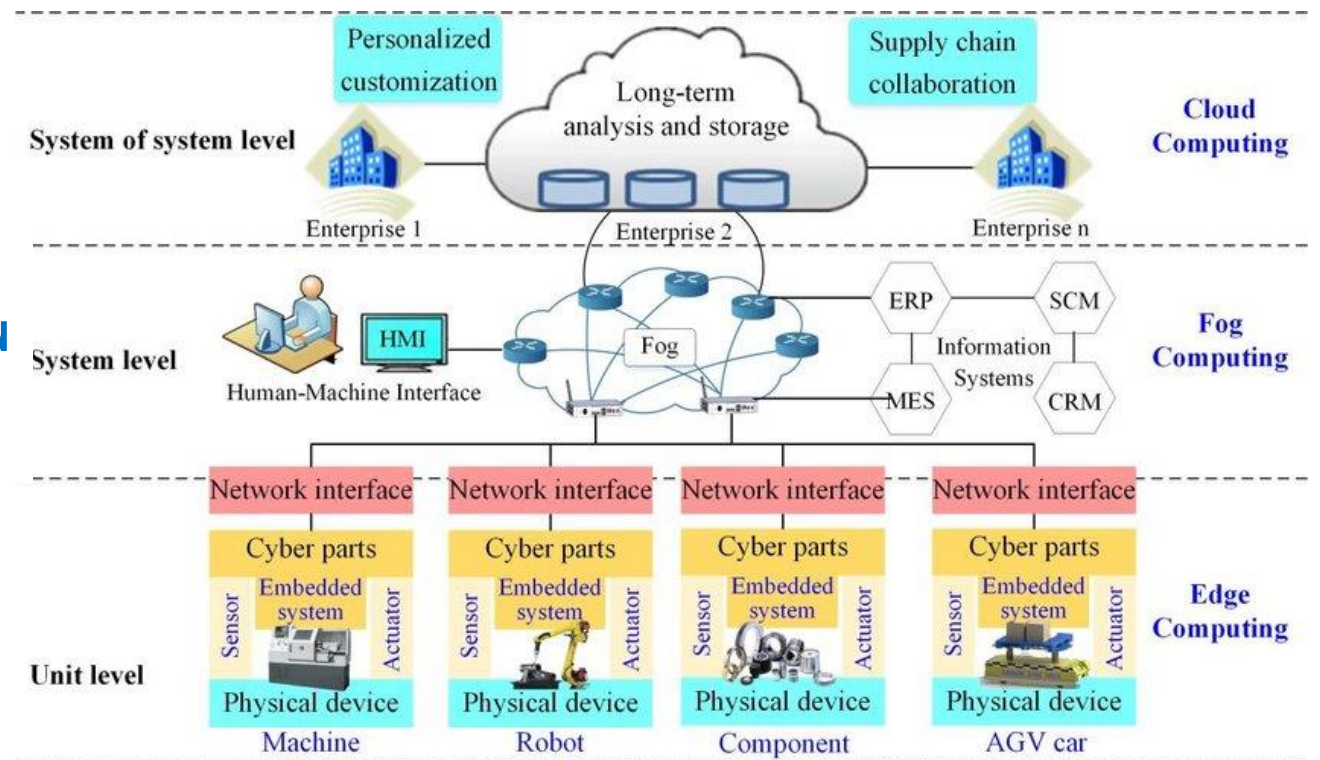 Personalized
customization
Supply chain
collaboration
Long-term
analysis and storage
Cloud
Computing
System of system level
Enterprise 1
Enterprise 2
Enterprise n
HMI
Human-Machine Interface
Fog
ERP
SCM
Information
Systems
MES
CRM
Fog
Computing
System level
Network interface
Network interface
Network interface
Network interface
Cyber parts
Cyber parts
Cyber parts
Cyber parts
Sensor
Embedded
system
Actuator
Sensor
Embedded
system
Actuator
Sensor
Embedded
system
Actuator
Sensor
Embedded
system
Actuator
Edge
Computing
Unit level
Physical device
Physical device
Physical device
Physical device
Machine
Robot
Component
AGV car